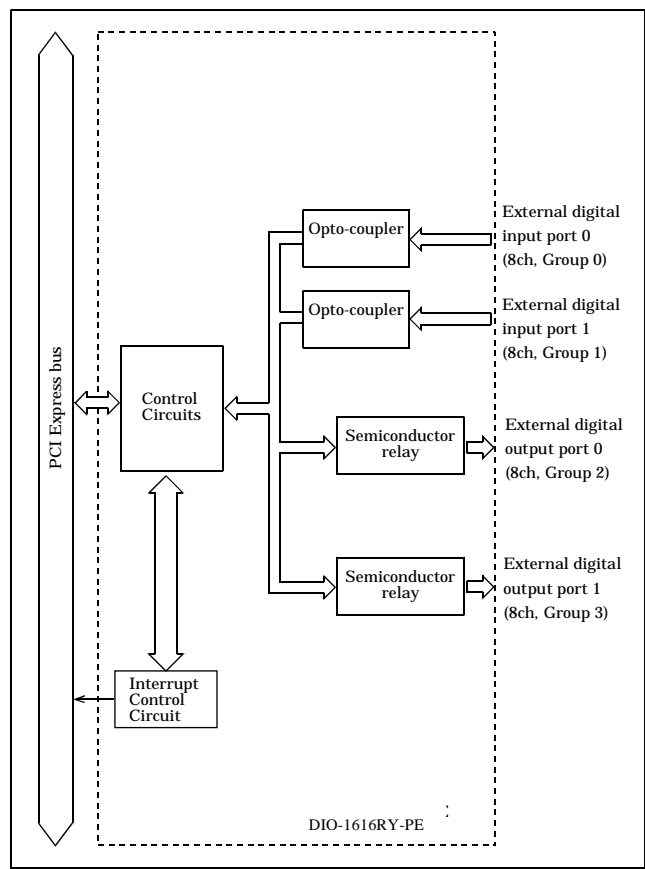 External digital
input port 0
(8ch, Group 0)
Opto-coupler
External digital
input port 1
(8ch, Group 1)
Opto-coupler
PCI Express bus
Control
Circuits
External digital
output port 0
(8ch, Group 2)
Semiconductor
relay
External digital
output port 1
(8ch, Group 3)
Semiconductor
relay
Interrupt
Control
Circuit
DIO-1616RY-PE